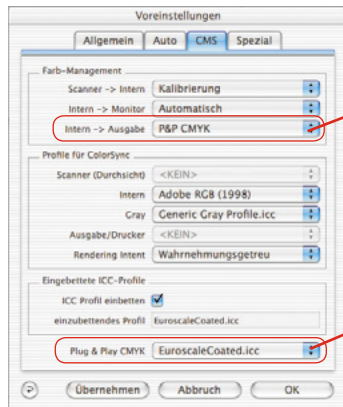 Voreinstellungen
Allgemein Auto CMS Spezial
Farb-Management
Scanner -> Intern Kalibrierung
Intern -> Monitor Automatisch
Intern -> Ausgabe P&P CMYK
Profile für ColorSync
Scanner (Durchsicht) <KEIN>
Intern Adobe RGB (1998)
Gray Generic Gray Profile.icc
Ausgabe/Drucker <KEIN>
Rendering Intent Wahrnehmungsgetreu
Eingebettete ICC-Profile
ICC Profil einbetten
einzubettendes Profil EuroscaleCoated.icc
Plug & Play CMYK EuroscaleCoated.icc
Übernehmen Abbruch OK